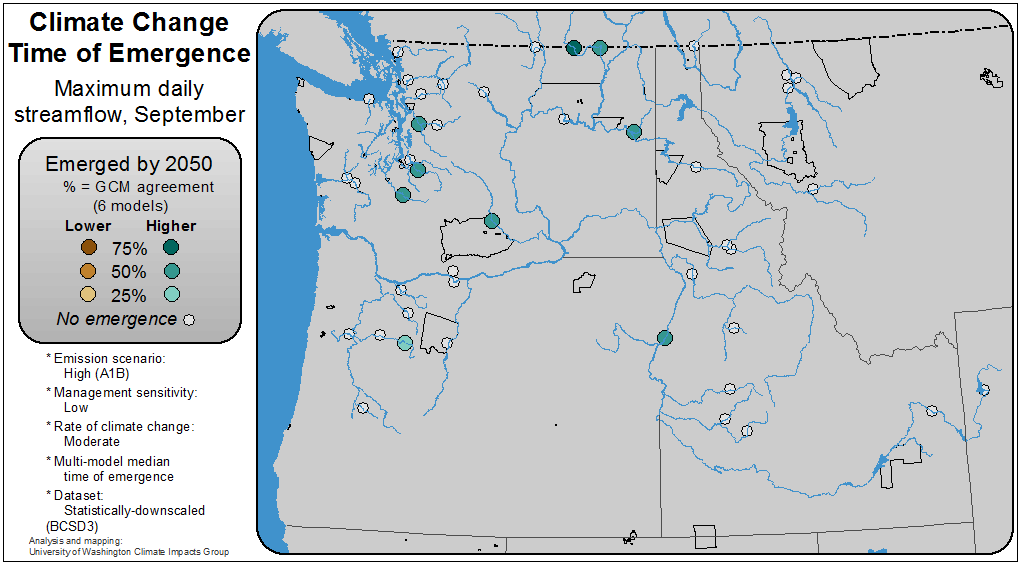 Climate Change
Time of Emergence
Maximum daily
streamflow, September
Emerged by 2050
% = GCM agreement
(6 models)
Lower Higher
75%
50%
25%
No emergence
* Emission scenario:
High (A1B)
* Management sensitivity:
Low
* Rate of climate change:
Moderate
* Multi-model median
time of emergence
* Dataset:
Statistically-downscaled
(BCSD3)
Analysis and mapping:
University of Washington Climate Impacts Group